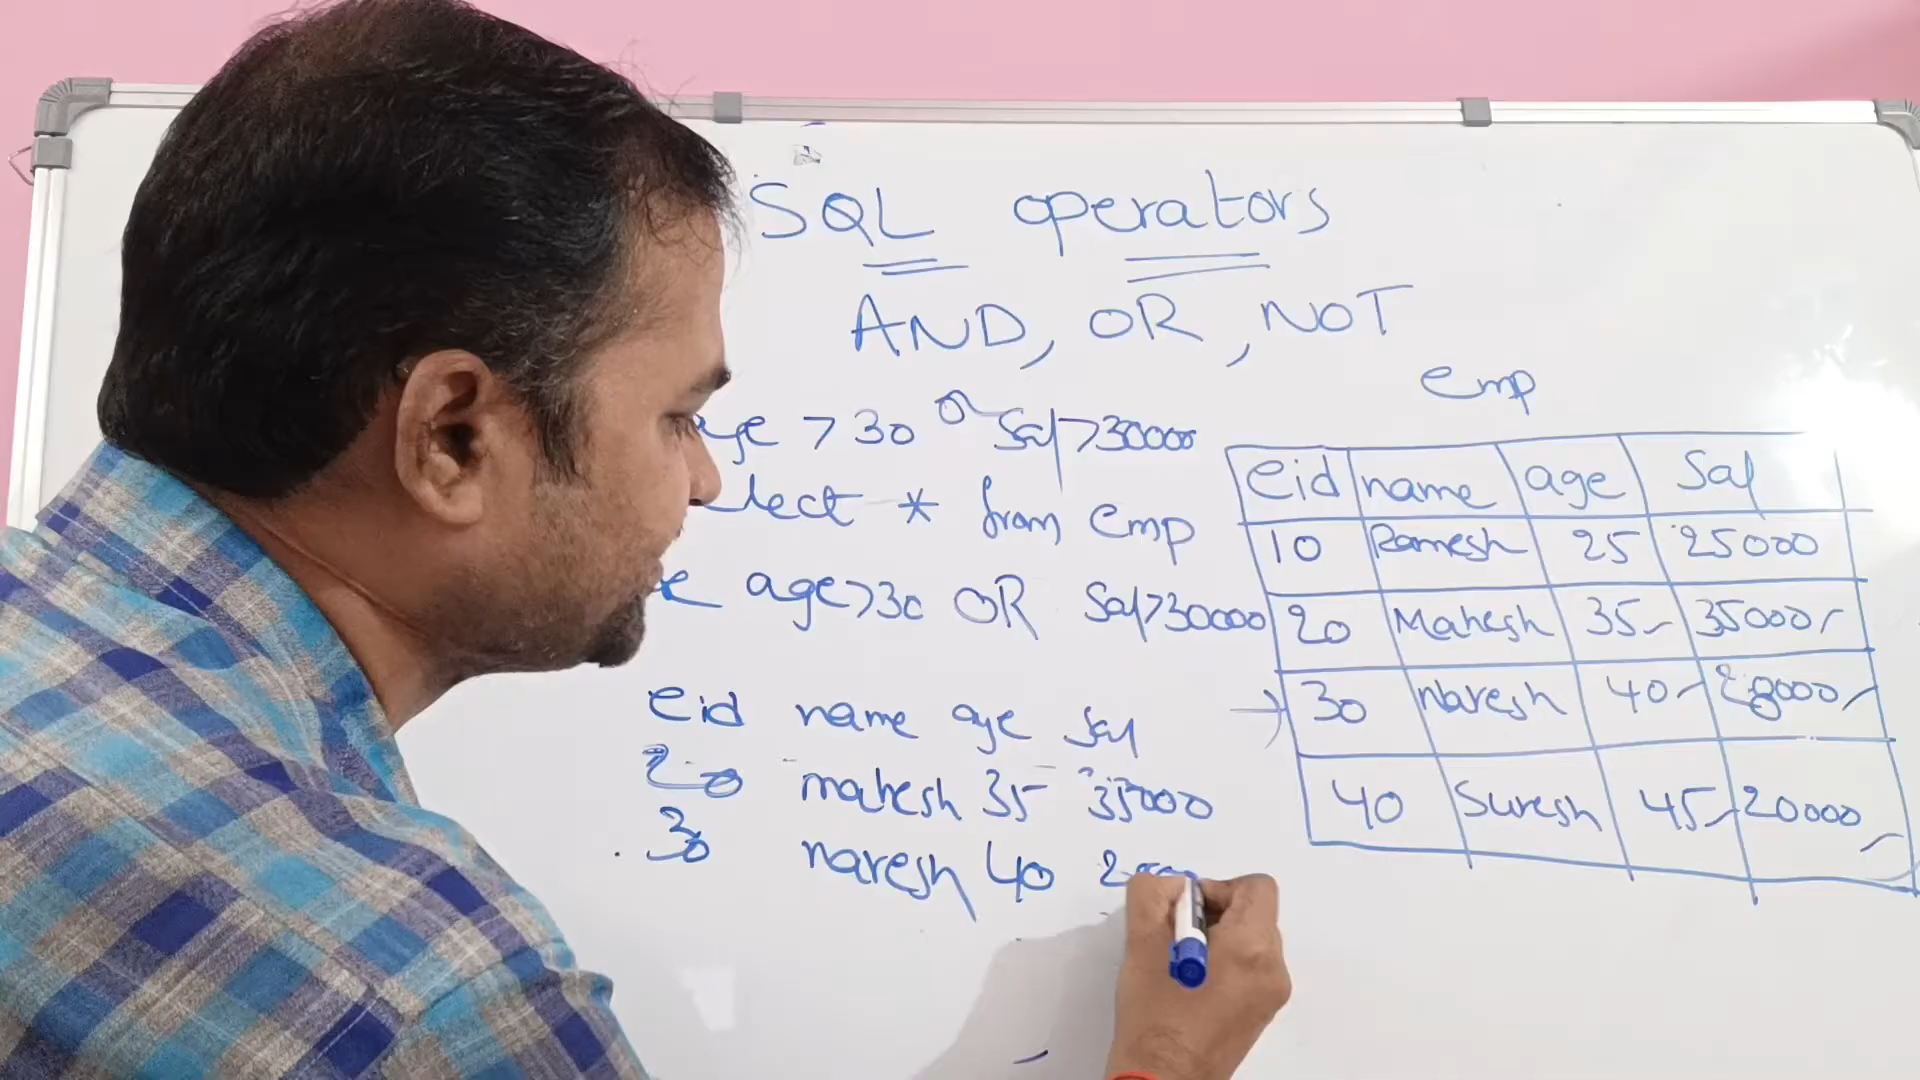 SQL operators
AND, OR, NOT
age > 30 or Sal>30000
lect * from emp
e age>30 OR Sal>30000
eid name age Sal
20 mahesh 35 35000
30 naresh 40
emp
eid name age Sal
10 Ramesh 25 25000
20 Mahesh 35 35000
30 Naresh 40 28000
40 Suresh 45 20000